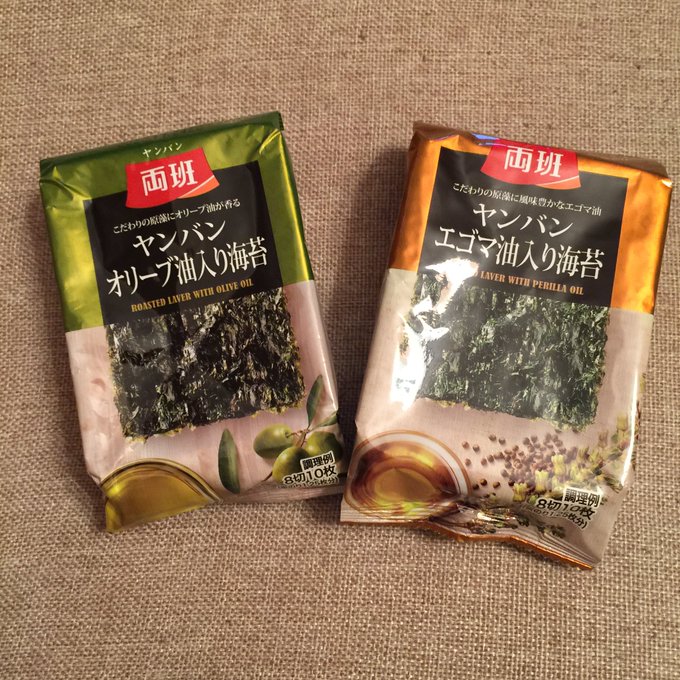 ヤンバン
両班
こだわりの原藻にオリーブ油が香る
ヤンバン
オリーブ油入り海苔
ROASTED LAVER WITH OLIVE OIL
調理例
8切10枚
両班
こだわりの原藻に風味豊かなエゴマ油
ヤンバン
エゴマ油入り海苔
LAVER WITH PERILLA OIL
調理例
8切10枚